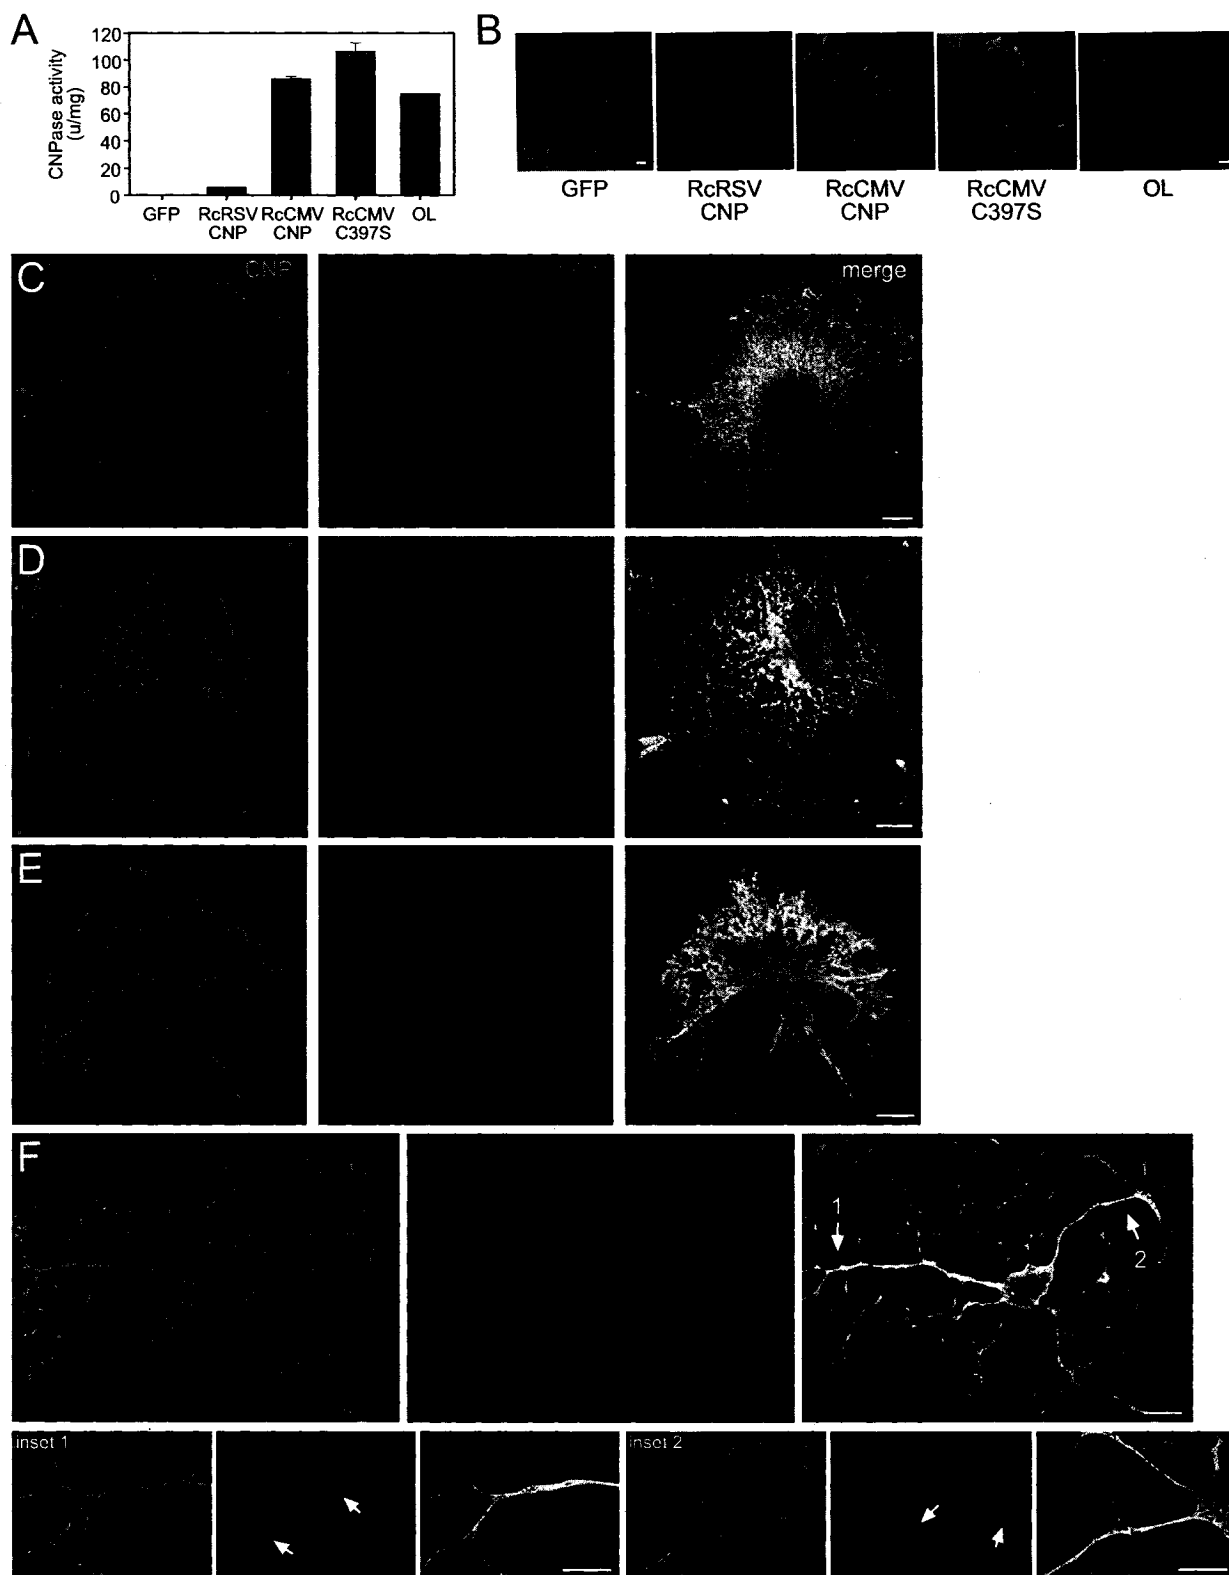 A
CNPase activity
(u/mg)
120
100
80
60
40
20
0
GFP
RcRSV
CNP
RcCMV
CNP
RcCMV
C397S
OL
B
GFP
RcRSV
CNP
RcCMV
CNP
RcCMV
C397S
OL
C
CNP
merge
D
E
F
1
2
inset 1
inset 2